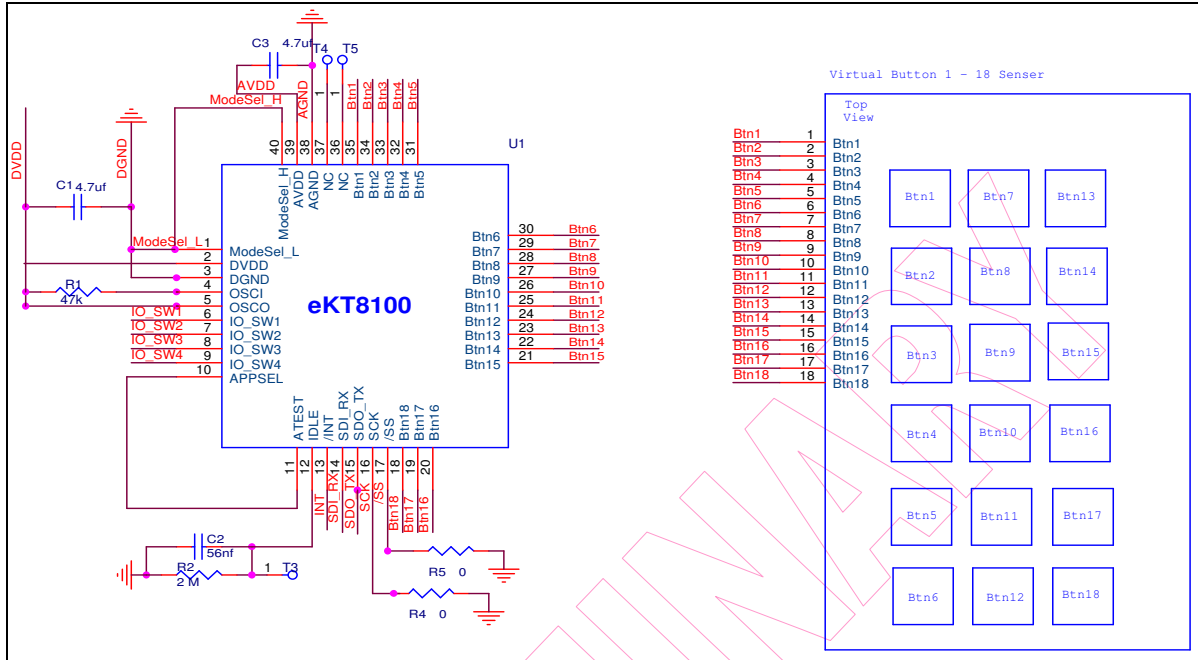 C3 4.7uf
T4 T5
AVDD
ModeSel_H
AGND
1
1
Btn1
Btn2
Btn3
Btn4
Btn5
40
39
38
37
36
35
34
33
32
31
U1
ModeSel_H
AVDD
AGND
NC
NC
Btn1
Btn2
Btn3
Btn4
Btn5
DVDD
DGND
C1 4.7uf
ModeSel_L 1 ModeSel_L
2 DVDD
3 DGND
R1 4 OSCI
47k 5 OSCO
IO_SW1 6 IO_SW1
IO_SW2 7 IO_SW2
IO_SW3 8 IO_SW3
IO_SW4 9 IO_SW4
10 APPSEL
eKT8100
Btn6 30 Btn6
Btn7 29 Btn7
Btn8 28 Btn8
Btn9 27 Btn9
Btn10 26 Btn10
Btn11 25 Btn11
Btn12 24 Btn12
Btn13 23 Btn13
Btn14 22 Btn14
Btn15 21 Btn15
ATEST
IDLE
/INT
SDI_RX
SDO_TX
SCK
/SS
Btn18
Btn17
Btn16
11
12
13
14
15
16
17
18
19
20
INT
SDI_RX
SDO_TX
SCK
/SS
Btn18
Btn17
Btn16
C2
56nf
R2
2 M
1 T3
R5 0
R4 0
Virtual Button 1 - 18 Senser
Top
View
Btn1 1 Btn1
Btn2 2 Btn2
Btn3 3 Btn3
Btn4 4 Btn4
Btn5 5 Btn5
Btn6 6 Btn6
Btn7 7 Btn7
Btn8 8 Btn8
Btn9 9 Btn9
Btn10 10 Btn10
Btn11 11 Btn11
Btn12 12 Btn12
Btn13 13 Btn13
Btn14 14 Btn14
Btn15 15 Btn15
Btn16 16 Btn16
Btn17 17 Btn17
Btn18 18 Btn18
Btn1 Btn7 Btn13
Btn2 Btn8 Btn14
Btn3 Btn9 Btn15
Btn4 Btn10 Btn16
Btn5 Btn11 Btn17
Btn6 Btn12 Btn18